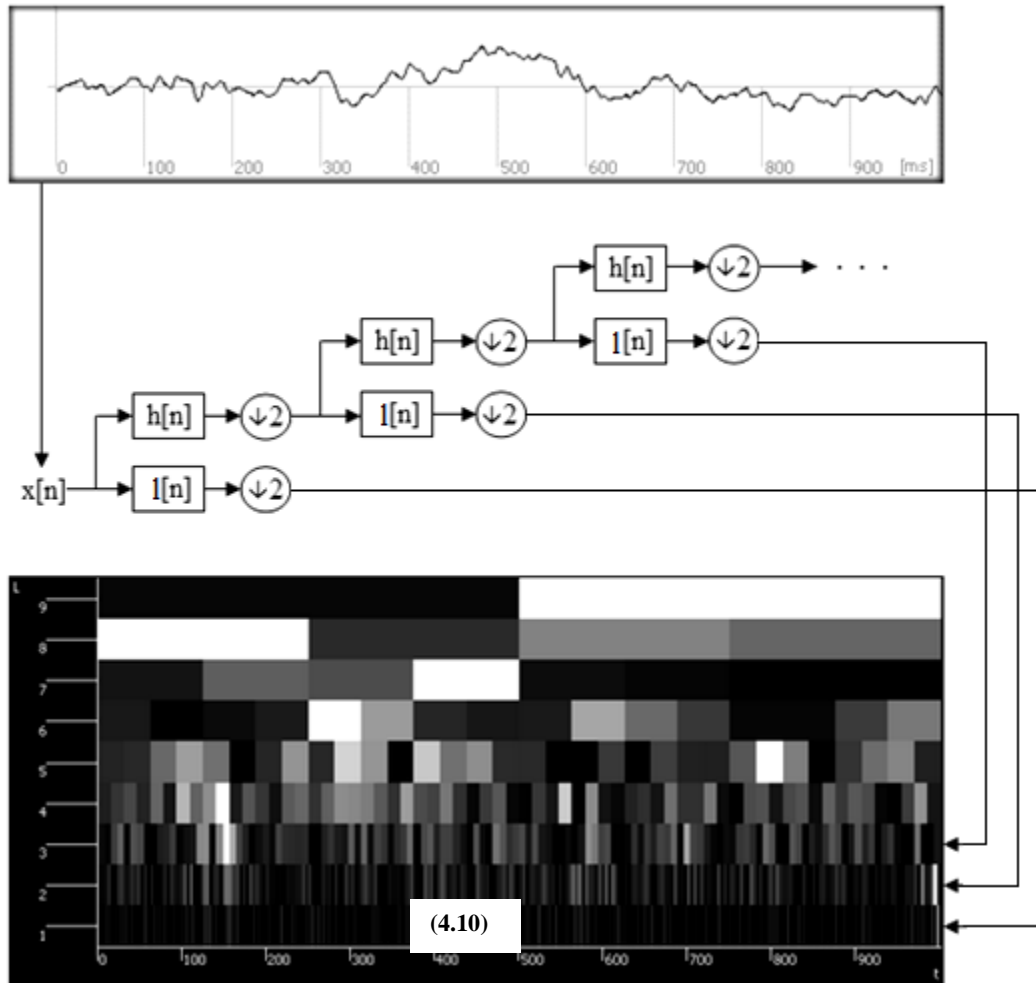 0 100 200 300 400 500 600 700 800 900 [ms]
h[n] ↓2 · · ·
h[n] ↓2 l[n] ↓2
h[n] ↓2 l[n] ↓2
x[n] l[n] ↓2
L
9
8
7
6
5
4
3
2
1
(4.10)
0 100 200 300 400 500 600 700 800 900
t